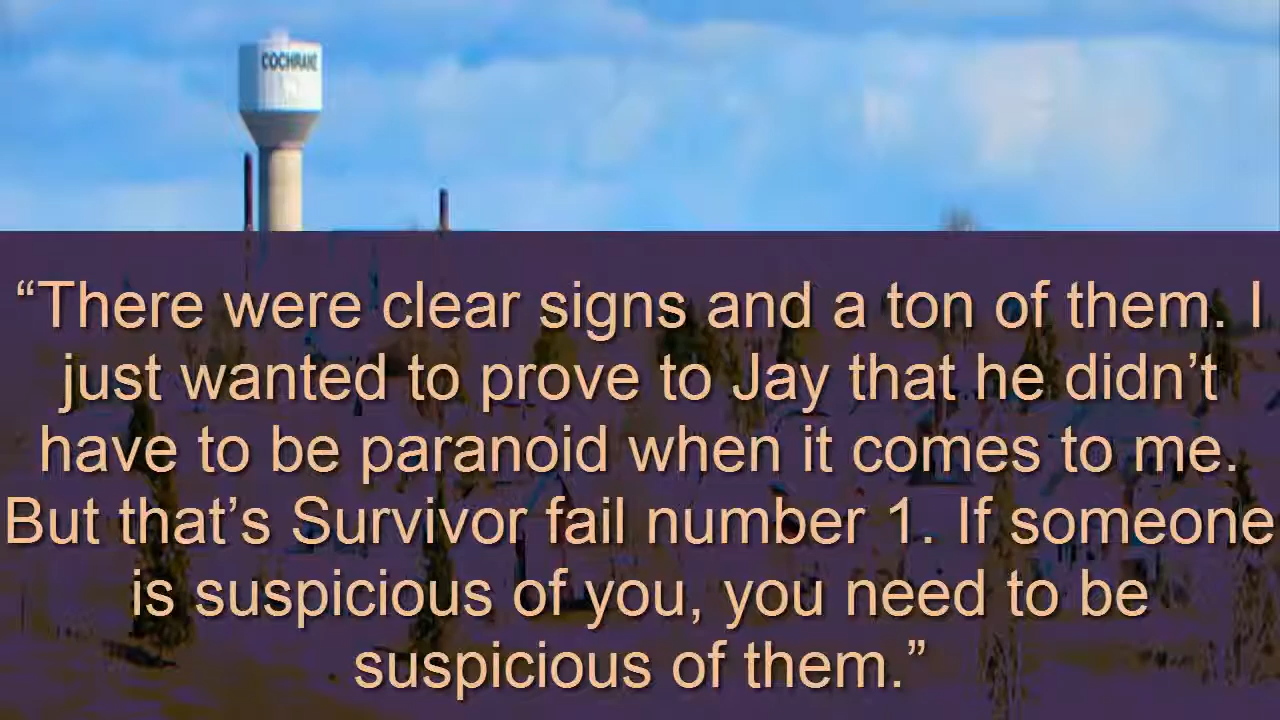 COCHRANE
“There were clear signs and a ton of them. I
just wanted to prove to Jay that he didn’t
have to be paranoid when it comes to me.
But that’s Survivor fail number 1. If someone
is suspicious of you, you need to be
suspicious of them.”